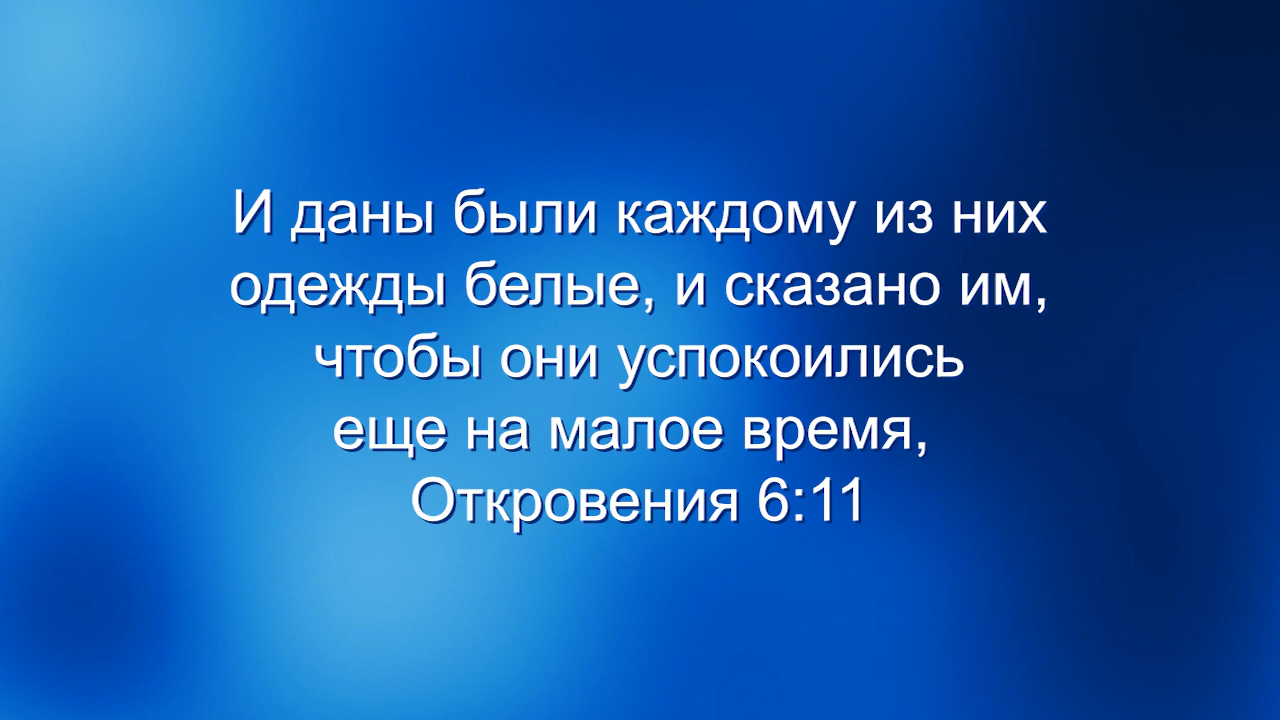 И даны были каждому из них
одежды белые, и сказано им,
чтобы они успокоились
еще на малое время,
Откровения 6:11